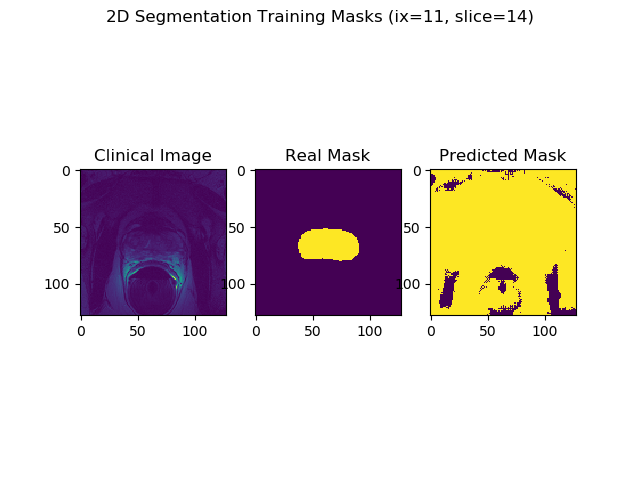 2D Segmentation Training Masks (ix=11, slice=14)
Clinical Image Real Mask Predicted Mask
0 0 0
50 50 50
100 100 100
0 50 100 0 50 100 0 50 100